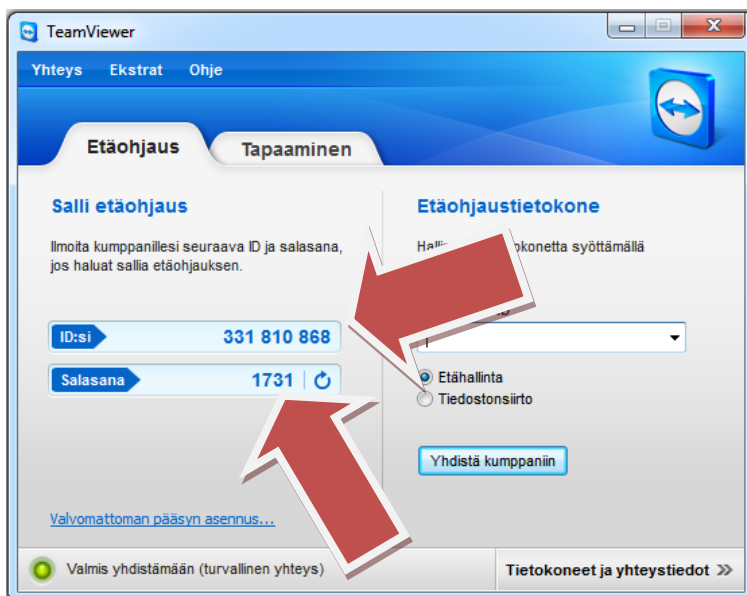 TeamViewer
Yhteys Ekstrat Ohje
Etäohjaus Tapaaminen
Salli etäohjaus
Ilmoita kumppanillesi seuraava ID ja salasana,
jos haluat sallia etäohjauksen.
ID:si 331 810 868
Salasana 1731
Valvomattoman pääsyn asennus...
Etäohjaustietokone
syöttämällä
Etähallinta
Tiedostonsiirto
Yhdistä kumppaniin
Valmis yhdistämään (turvallinen yhteys)
Tietokoneet ja yhteystiedot >>